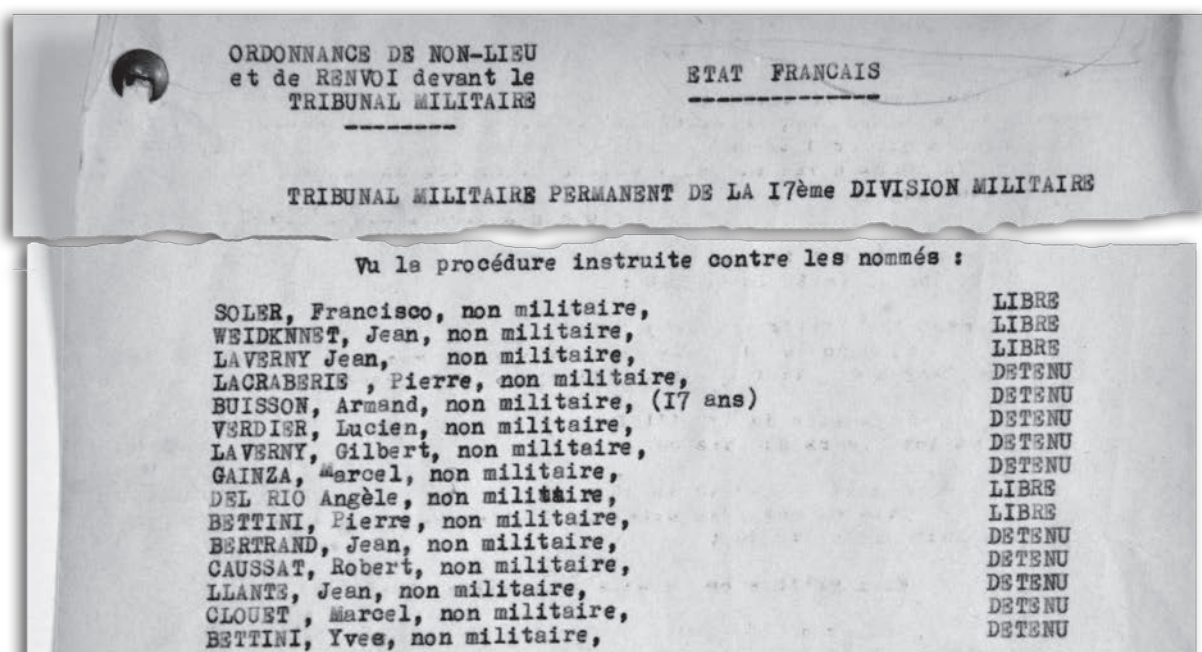 ORDONNANCE DE NON-LIEU
et de RENVOI devant le
TRIBUNAL MILITAIRE
ETAT FRANCAIS
TRIBUNAL MILITAIRE PERMANENT DE LA I7ème DIVISION MILITAIRE
Vu la procédure instruite contre les nommés :
SOLER, Francisco, non militaire, LIBRE
WEIDKNNET, Jean, non militaire, LIBRE
LAVERNY Jean, non militaire, LIBRE
LACRABERIE , Pierre, non militaire, DETENU
BUISSON, Armand, non militaire, (I7 ans) DETENU
VERDIER, Lucien, non militaire, DETENU
LAVERNY, Gilbert, non militaire, DETENU
GAINZA, Marcel, non militaire, DETENU
DEL RIO Angèle, non militaire, LIBRE
BETTINI, Pierre, non militaire, LIBRE
BERTRAND, Jean, non militaire, DETENU
CAUSSAT, Robert, non militaire, DETENU
LLANTE, Jean, non militaire, DETENU
CLOUET , Marcel, non militaire, DETENU
BETTINI, Yves, non militaire, DETENU